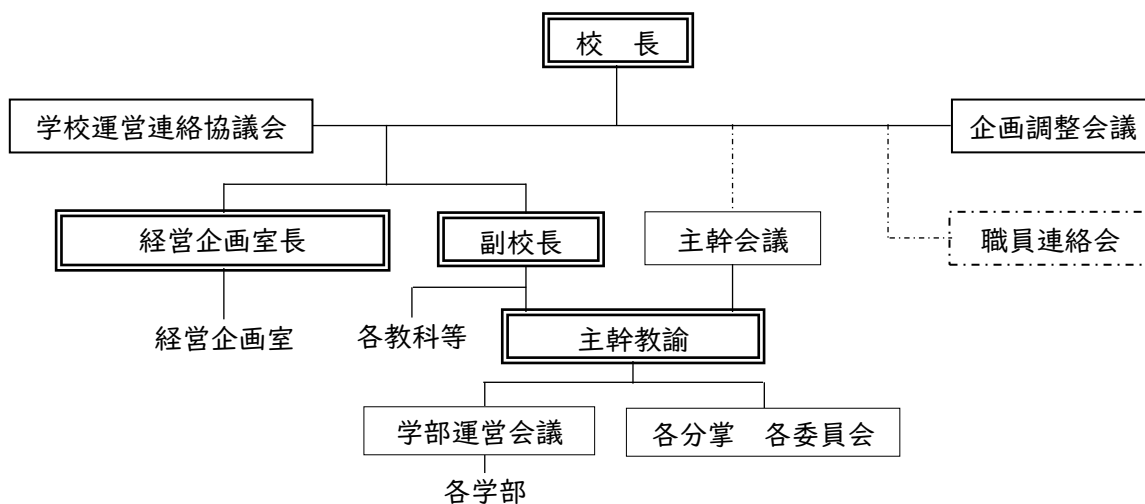 校　長
学校運営連絡協議会
企画調整会議
経営企画室長
副校長
主幹会議
職員連絡会
経営企画室
各教科等
主幹教諭
学部運営会議
各分掌　各委員会
各学部